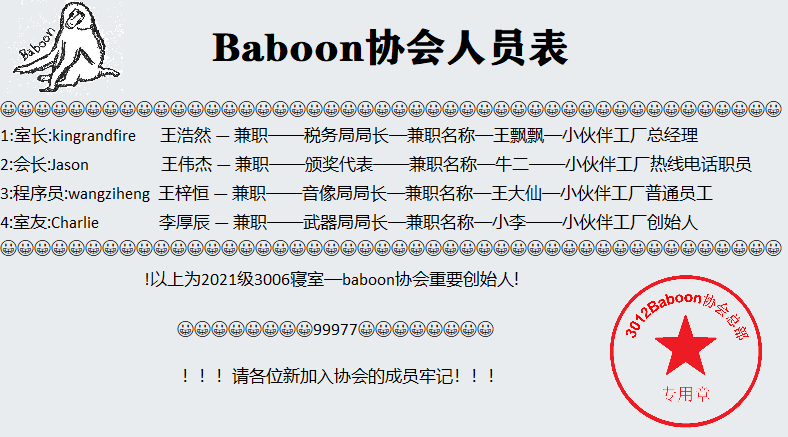 Baboon
Baboon协会人员表
😀😀😀😀😀😀😀😀😀😀😀😀😀😀😀😀😀😀😀😀😀😀😀😀😀😀😀😀😀😀😀😀😀😀😀😀😀😀😀😀😀😀😀😀😀😀
1:室长:kingrandfire 王浩然 — 兼职——税务局局长—兼职名称—王飘飘—小伙伴工厂总经理
2:会长:Jason 王伟杰 — 兼职——颁奖代表——兼职名称—牛二——小伙伴工厂热线电话职员
3:程序员:wangziheng 王梓恒 — 兼职——音像局局长—兼职名称—王大仙—小伙伴工厂普通员工
4:室友:Charlie 李厚辰 — 兼职——武器局局长—兼职名称—小李——小伙伴工厂创始人
😀😀😀😀😀😀😀😀😀😀😀😀😀😀😀😀😀😀😀😀😀😀😀😀😀😀😀😀😀😀😀😀😀😀😀😀😀😀😀😀😀😀😀😀😀😀
!以上为2021级3006寝室—baboon协会重要创始人!
😀😀😀😀😀😀😀😀99977😀😀😀😀😀😀😀😀
！！！请各位新加入协会的成员牢记！！！
3012Baboon协会总部
专用章